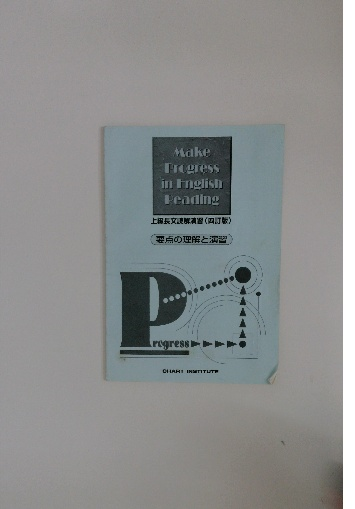 Make
Progress
in English
Reading
上級長文読解演習〈四訂版〉
要点の理解と演習
Progress
CHART INSTITUTE